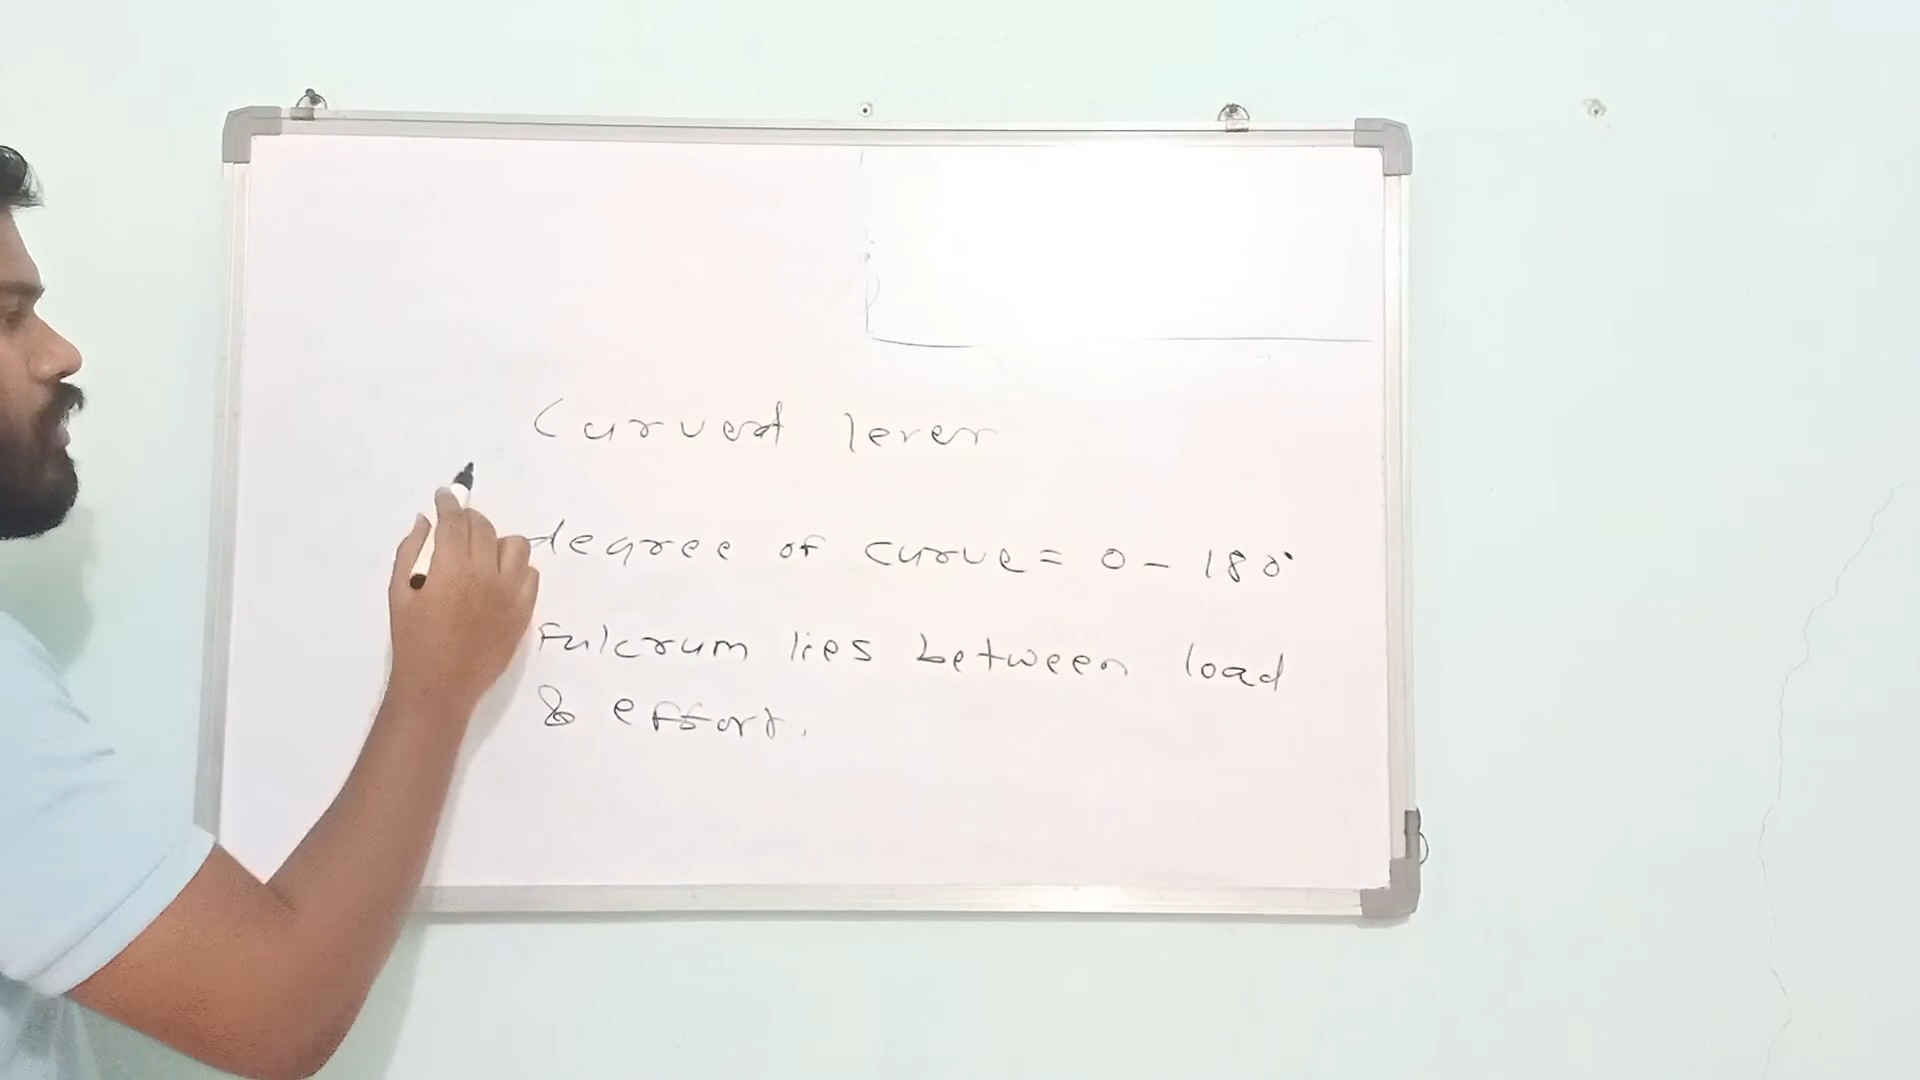 Curved lever
degree of curve = 0 - 180°
Fulcrum lies between load
& effort.